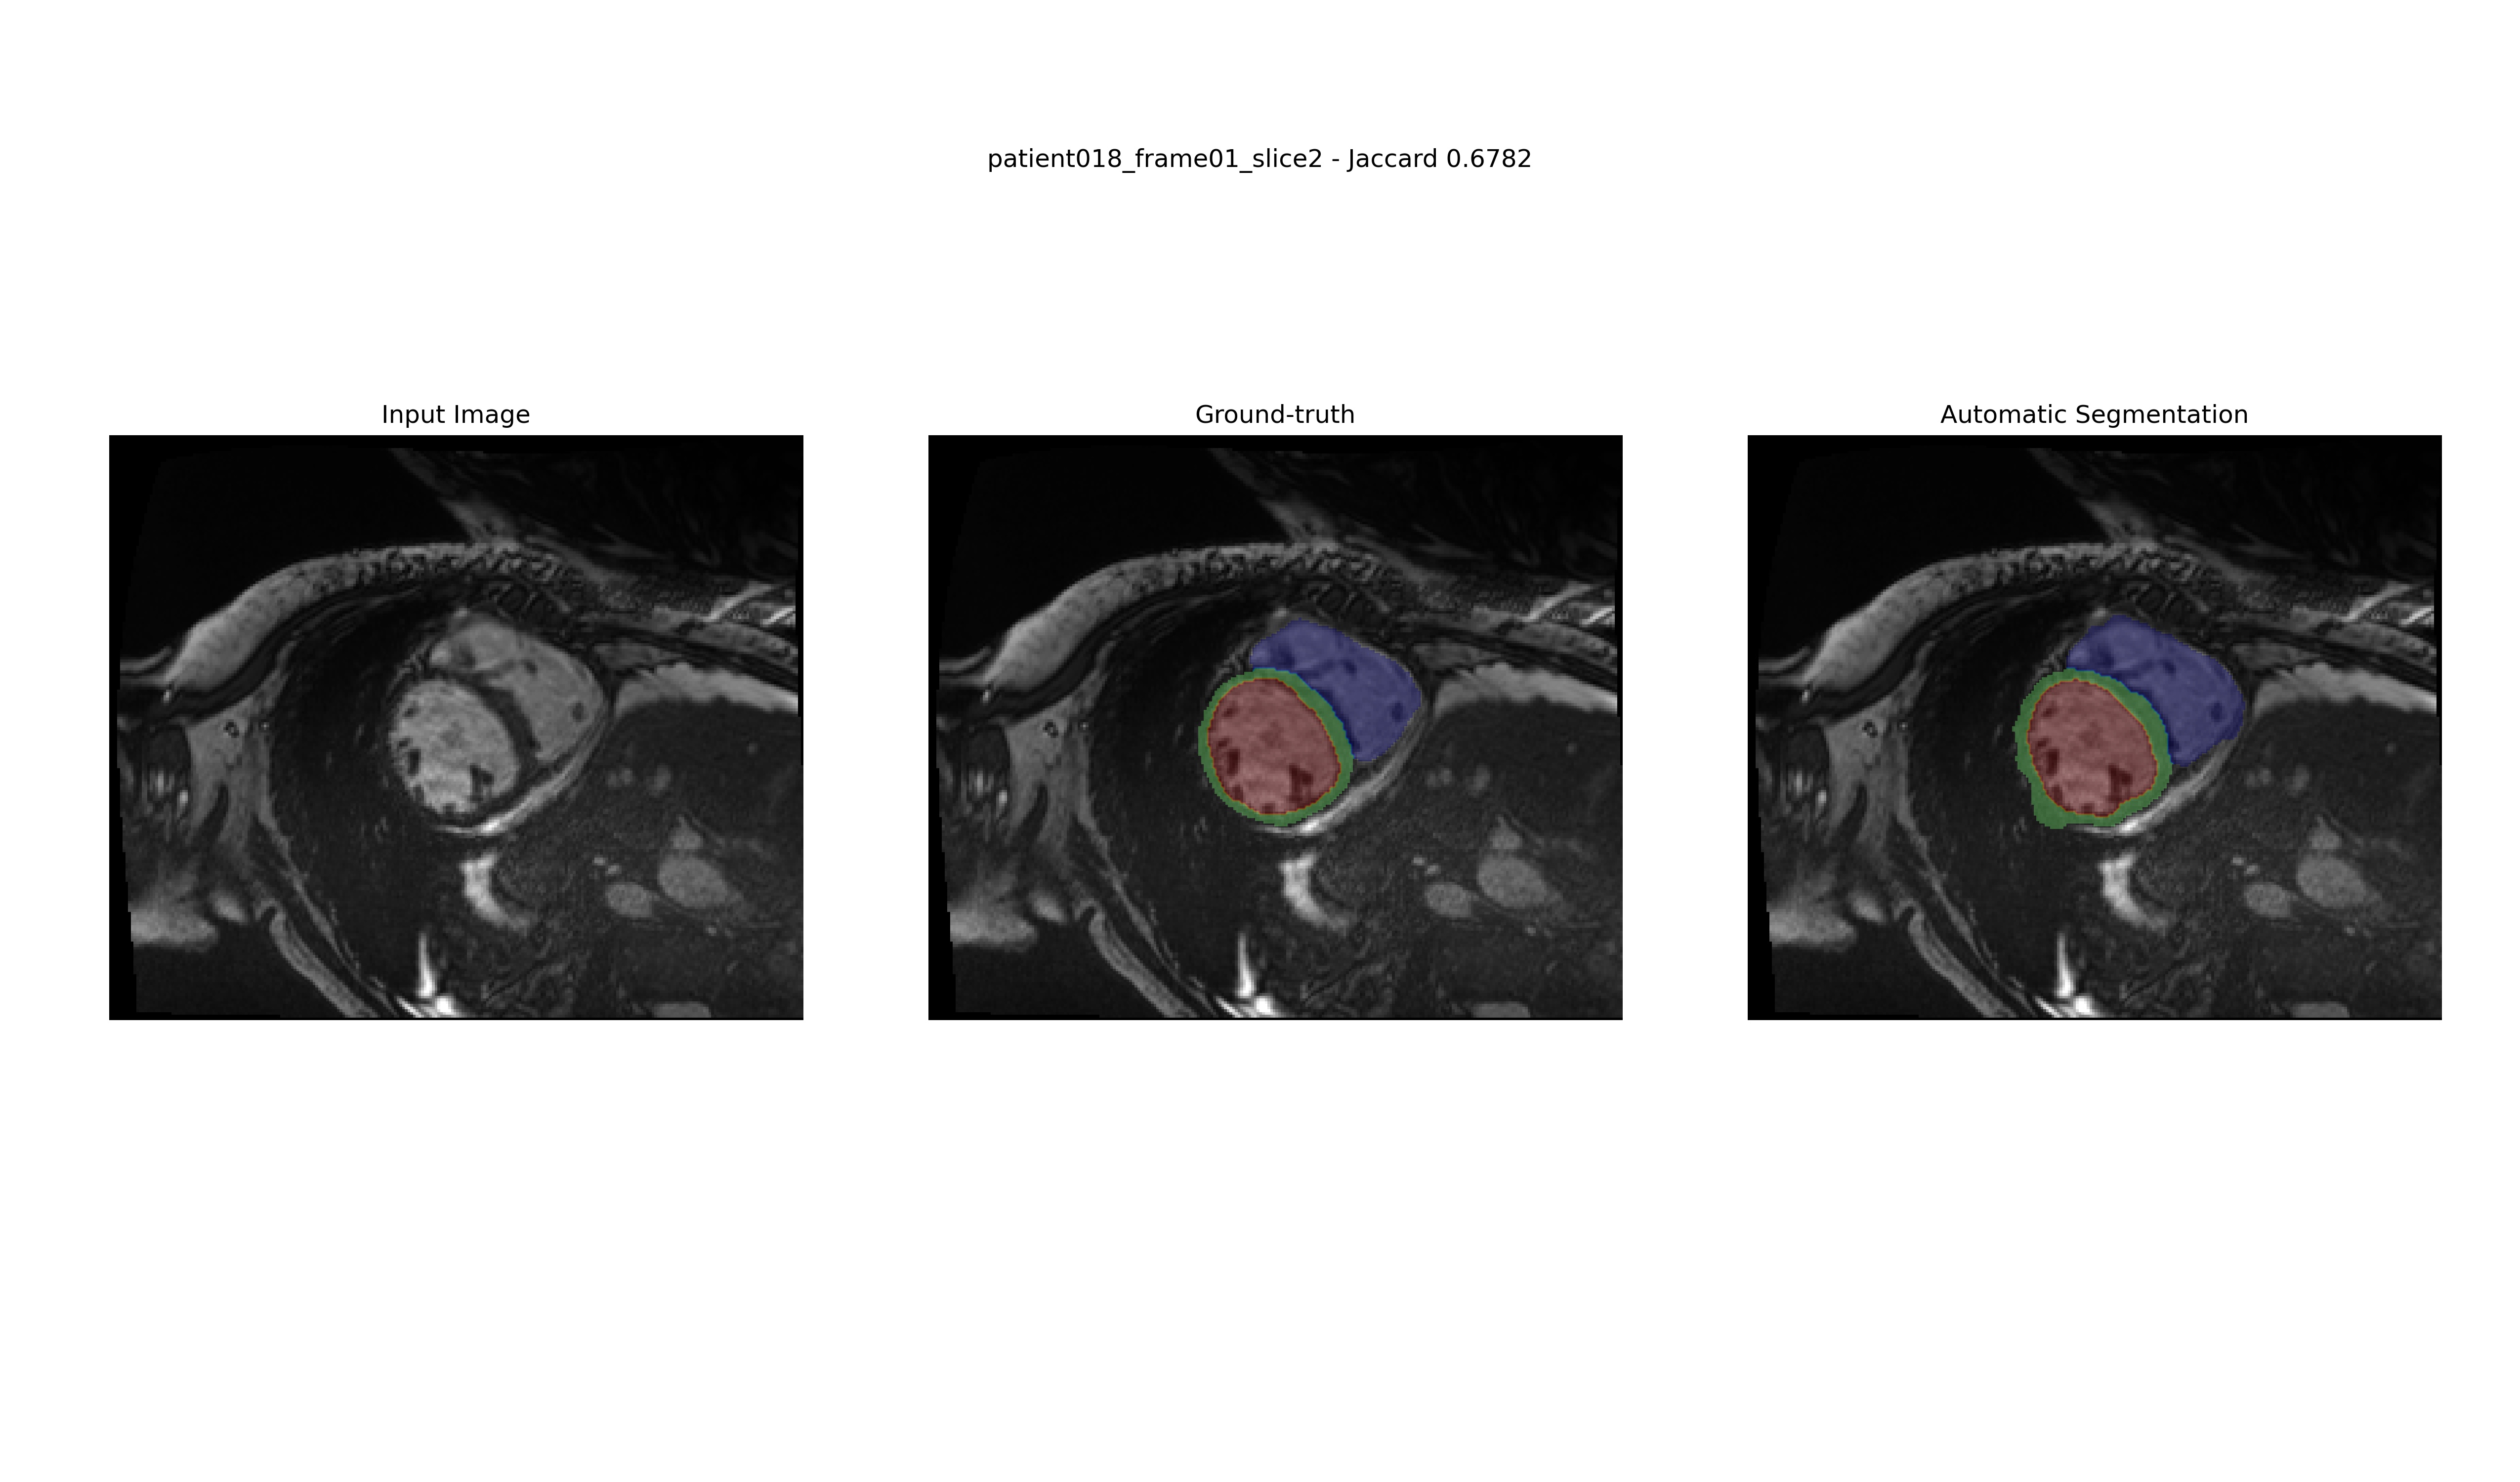 patient018_frame01_slice2 - Jaccard 0.6782
Input Image
Ground-truth
Automatic Segmentation